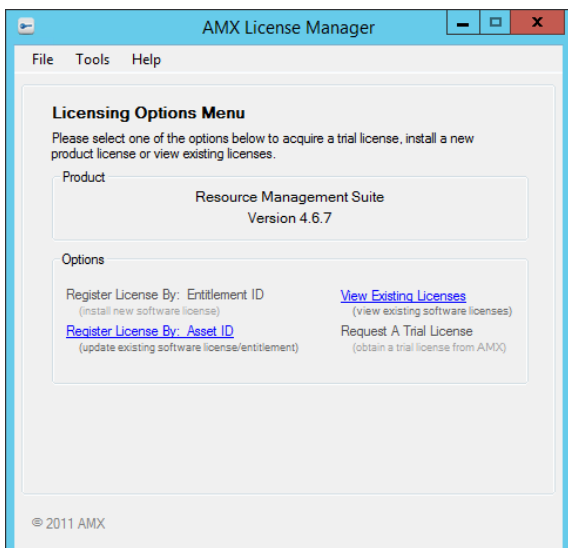 AMX License Manager
File Tools Help
Licensing Options Menu
Please select one of the options below to acquire a trial license, install a new
product license or view existing licenses.
Product
Resource Management Suite
Version 4.6.7
Options
Register License By: Entitlement ID
(install new software license)
Register License By: Asset ID
(update existing software license/entitlement)
View Existing Licenses
(view existing software licenses)
Request A Trial License
(obtain a trial license from AMX)
© 2011 AMX